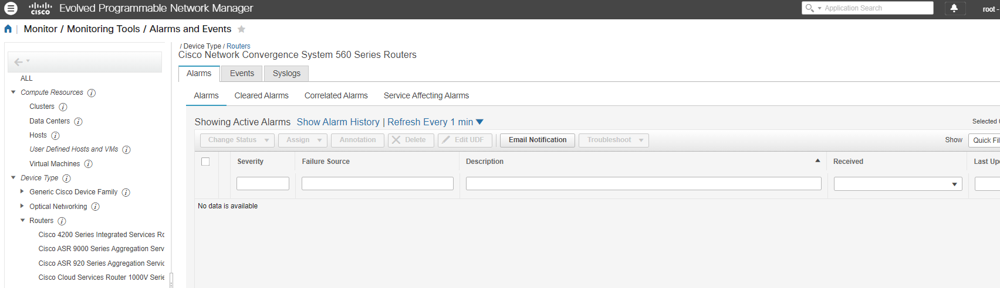 cisco Evolved Programmable Network Manager
Application Search
root -
Monitor / Monitoring Tools / Alarms and Events
ALL
Compute Resources
Clusters
Data Centers
Hosts
User Defined Hosts and VMs
Virtual Machines
Device Type
Generic Cisco Device Family
Optical Networking
Routers
Cisco 4200 Series Integrated Services Rc
Cisco ASR 9000 Series Aggregation Serv
Cisco ASR 920 Series Aggregation Servic
Cisco Cloud Services Router 1000V Serie
/ Device Type / Routers
Cisco Network Convergence System 560 Series Routers
Alarms Events Syslogs
Alarms Cleared Alarms Correlated Alarms Service Affecting Alarms
Showing Active Alarms Show Alarm History | Refresh Every 1 min
Selected
Change Status Assign Annotation Delete Edit UDF Email Notification Troubleshoot Show Quick Fil
Severity Failure Source Description Received Last Up
No data is available